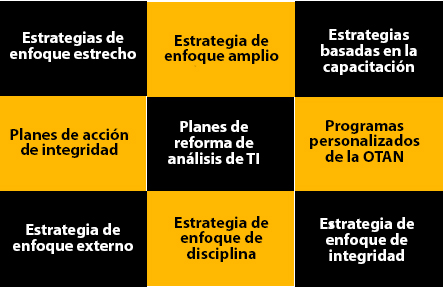 Estrategias de
enfoque estrecho
Estrategia de
enfoque amplio
Estrategias
basadas en la
capacitación
Planes de acción
de integridad
Planes de
reforma de
análisis de TI
Programas
personalizados
de la OTAN
Estrategia de
enfoque externo
Estrategia de
enfoque de
disciplina
Estrategia de
enfoque de
integridad